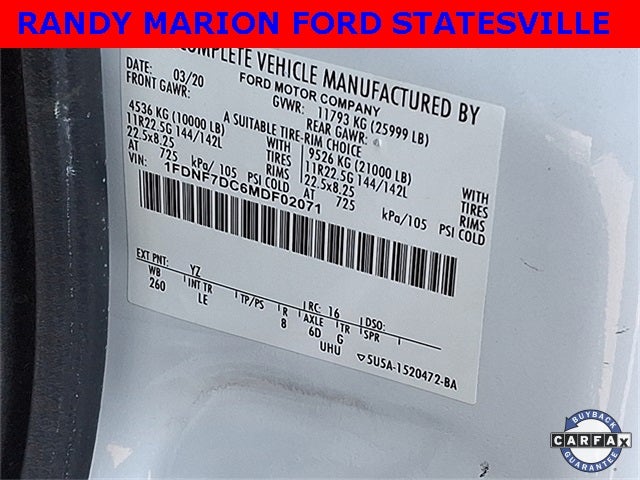 RANDY MARION FORD STATESVILLE
COMPLETE VEHICLE MANUFACTURED BY
FORD MOTOR COMPANY
DATE: 03/20 GVWR: 11793 KG (25999 LB)
FRONT GAWR: REAR GAWR:
A SUITABLE TIRE-RIM CHOICE
4536 KG (10000 LB) WITH 9526 KG (21000 LB) WITH
11R22.5G 144/142L TIRES 11R22.5G 144/142L TIRES
22.5x8.25 RIMS 22.5x8.25 RIMS
AT 725 kPa/105 PSI COLD AT 725 kPa/105 PSI COLD
VIN: 1FDNF7DC6MDF02071
EXT PNT: YZ RC: 16 DSO:
WB INT TR TP/PS R AXLE TR SPR
260 LE 8 6D G
UHU 5U5A-1520472-BA
BUYBACK
CARFAX
GUARANTEE